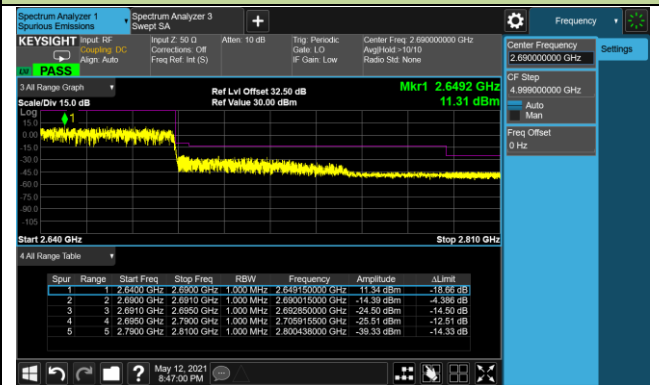 Spectrum Analyzer 1
Spurious Emissions
Spectrum Analyzer 3
Swept SA
Frequency
KEYSIGHT
Input: RF
Coupling: DC
Align: Auto
Input Z: 50 Ω
Corrections: Off
Freq Ref: Int (S)
Atten: 10 dB
Trig: Periodic
Gate: LO
IF Gain: Low
Center Freq: 2.690000000 GHz
Avg|Hold:>10/10
Radio Std: None
PASS
Center Frequency
2.690000000 GHz
Settings
CF Step
4.999000000 GHz
Auto
Man
Freq Offset
0 Hz
3 All Range Graph
Scale/Div 15.0 dB
Ref Lvl Offset 32.50 dB
Ref Value 30.00 dBm
Mkr1 2.6492 GHz
11.31 dBm
Log
1
15.0
0.00
-15.0
-30.0
-45.0
-60.0
-75.0
-90.0
-105
Start 2.640 GHz
Stop 2.810 GHz
4 All Range Table
Spur Range Start Freq Stop Freq RBW Frequency Amplitude ΔLimit
1 1 2.6400 GHz 2.6900 GHz 1.000 MHz 2.649150000 GHz 11.34 dBm -18.66 dB
2 2 2.6900 GHz 2.6910 GHz 1.000 MHz 2.690015000 GHz -14.39 dBm -4.386 dB
3 3 2.6910 GHz 2.6950 GHz 1.000 MHz 2.692850000 GHz -24.50 dBm -14.50 dB
4 4 2.6950 GHz 2.7900 GHz 1.000 MHz 2.705915500 GHz -25.51 dBm -12.51 dB
5 5 2.7900 GHz 2.8100 GHz 1.000 MHz 2.800438000 GHz -39.33 dBm -14.33 dB
May 12, 2021
8:47:00 PM